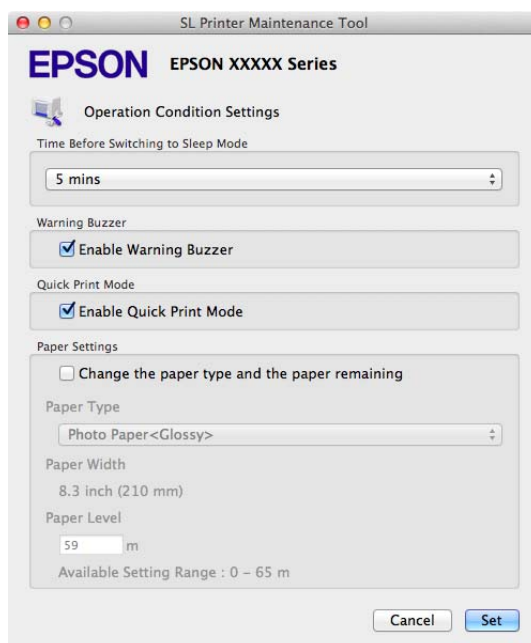 SL Printer Maintenance Tool
EPSON EPSON XXXXX Series
Operation Condition Settings
Time Before Switching to Sleep Mode
5 mins
Warning Buzzer
Enable Warning Buzzer
Quick Print Mode
Enable Quick Print Mode
Paper Settings
Change the paper type and the paper remaining
Paper Type
Photo Paper<Glossy>
Paper Width
8.3 inch (210 mm)
Paper Level
59 m
Available Setting Range : 0 – 65 m
Cancel Set